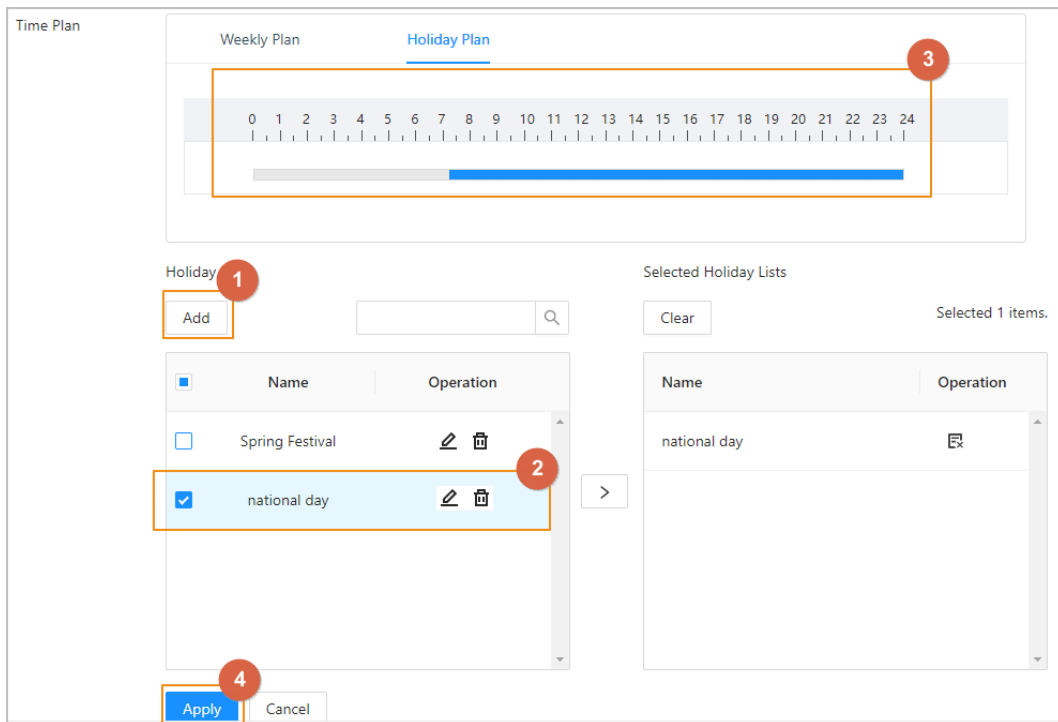 Time Plan
Weekly Plan Holiday Plan
3
0 1 2 3 4 5 6 7 8 9 10 11 12 13 14 15 16 17 18 19 20 21 22 23 24
Holiday Selected Holiday Lists
1
Add Clear Selected 1 items.
Name Operation Name Operation
Spring Festival national day
2
national day
>
4
Apply Cancel